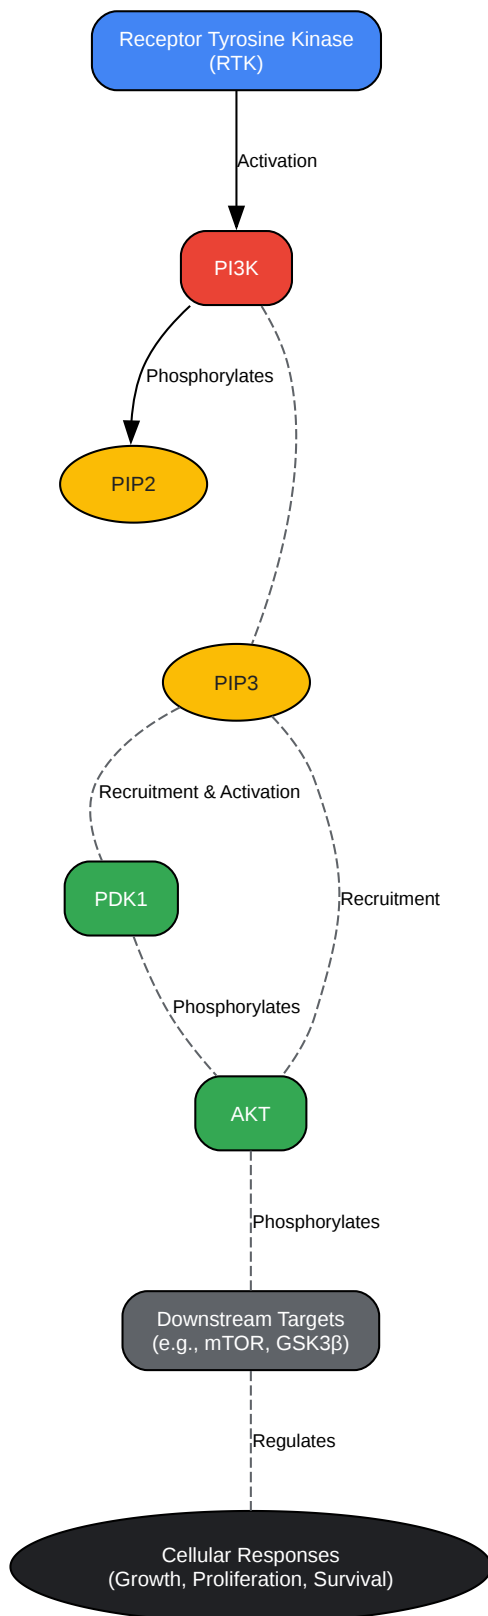 Receptor Tyrosine Kinase
(RTK)
Activation
PI3K
Phosphorylates
PIP2
PIP3
Recruitment & Activation
PDK1
Recruitment
Phosphorylates
AKT
Phosphorylates
Downstream Targets
(e.g., mTOR, GSK3β)
Regulates
Cellular Responses
(Growth, Proliferation, Survival)